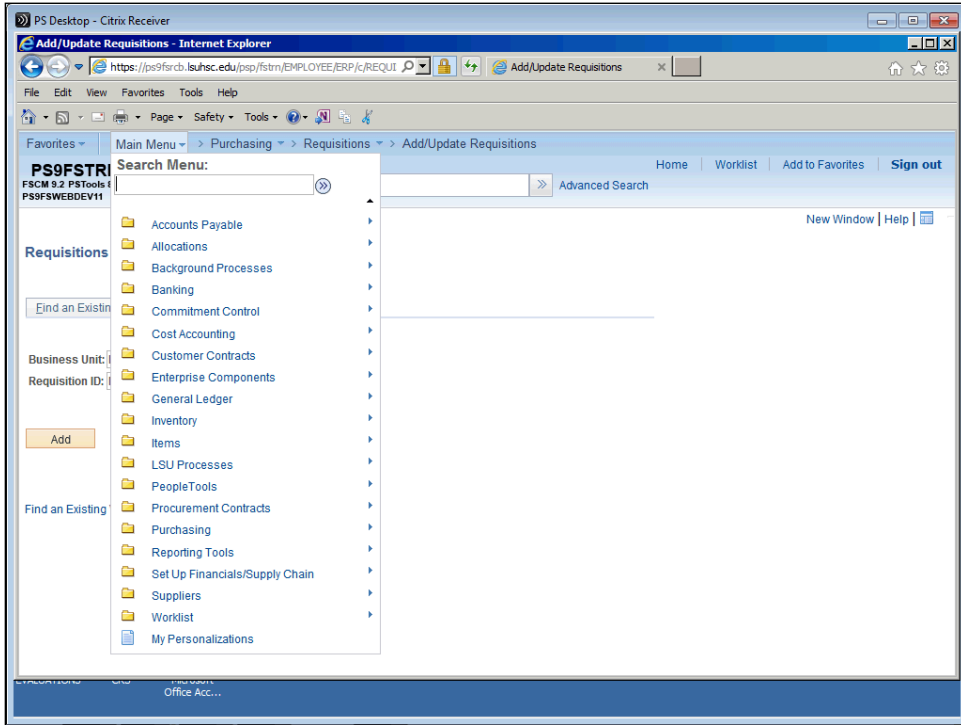 PS Desktop - Citrix Receiver
Add/Update Requisitions - Internet Explorer
https://ps9fsrcb.lsuhsc.edu/psp/fstrn/EMPLOYEE/ERP/c/REQUI
Add/Update Requisitions
File Edit View Favorites Tools Help
Page Safety Tools
Favorites Main Menu > Purchasing > Requisitions > Add/Update Requisitions
PS9FSTR
FSCM 9.2 PSTools
PS9FSWEBDEV11
Search Menu:
Home Worklist Add to Favorites Sign out
Advanced Search
New Window Help
Requisitions
Find an Existin
Business Unit:
Requisition ID:
Add
Find an Existing
Accounts Payable
Allocations
Background Processes
Banking
Commitment Control
Cost Accounting
Customer Contracts
Enterprise Components
General Ledger
Inventory
Items
LSU Processes
PeopleTools
Procurement Contracts
Purchasing
Reporting Tools
Set Up Financials/Supply Chain
Suppliers
Worklist
My Personalizations
Office Acc...